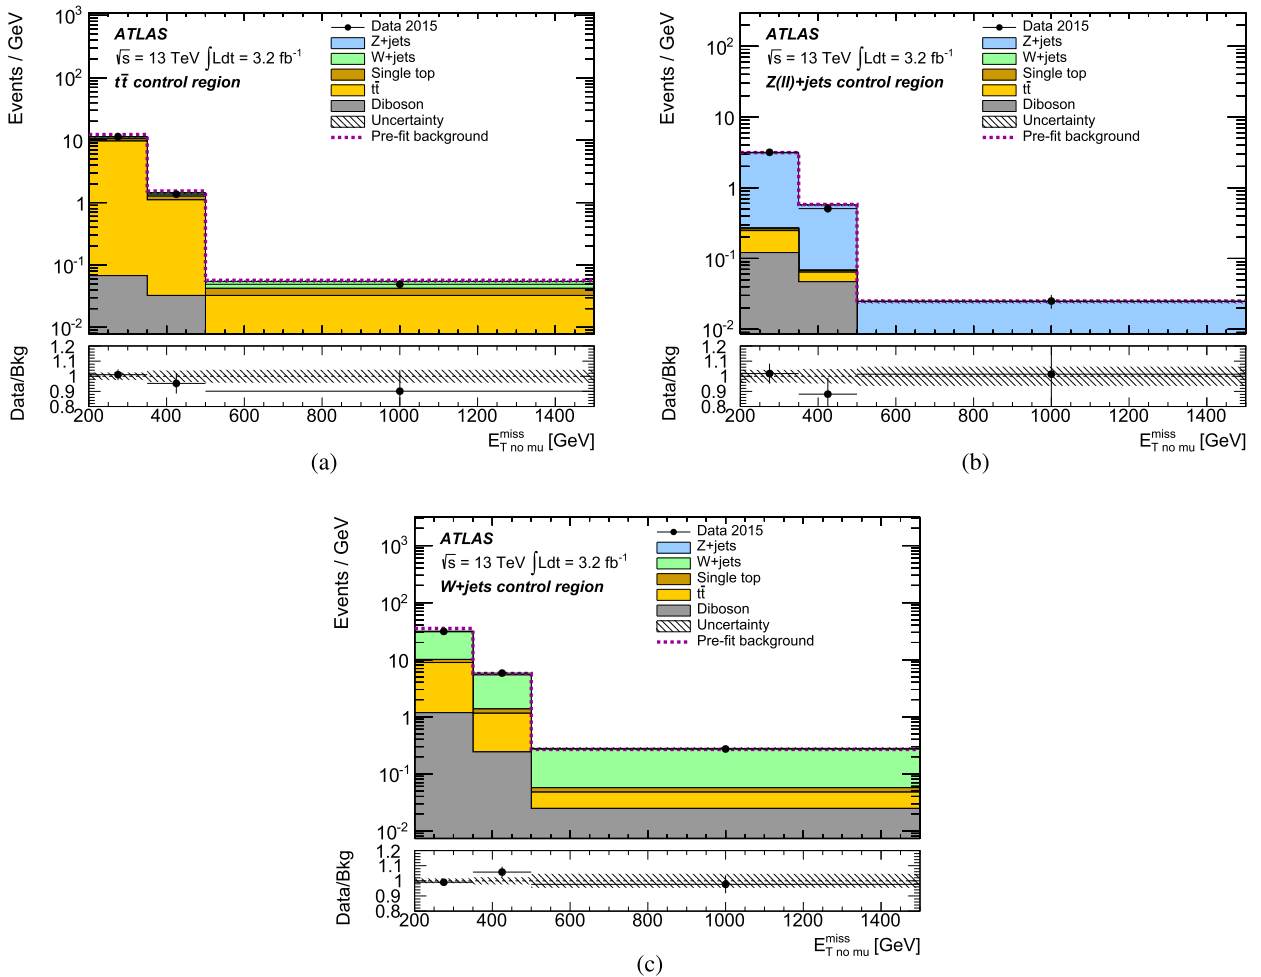 Events / GeV
10³
10²
10
1
10⁻¹
10⁻²
ATLAS
√s = 13 TeV ∫Ldt = 3.2 fb⁻¹
tt̄ control region
Data 2015
Z+jets
W+jets
Single top
tt̄
Diboson
Uncertainty
Pre-fit background
Data/Bkg
1.2
1.1
1
0.9
0.8
200 400 600 800 1000 1200 1400
E_T no mu^miss [GeV]
(a)
Events / GeV
10²
10
1
10⁻¹
10⁻²
ATLAS
√s = 13 TeV ∫Ldt = 3.2 fb⁻¹
Z(ll)+jets control region
Data 2015
Z+jets
W+jets
Single top
tt̄
Diboson
Uncertainty
Pre-fit background
Data/Bkg
1.2
1.1
1
0.9
0.8
200 400 600 800 1000 1200 1400
E_T no mu^miss [GeV]
(b)
Events / GeV
10³
10²
10
1
10⁻¹
10⁻²
ATLAS
√s = 13 TeV ∫Ldt = 3.2 fb⁻¹
W+jets control region
Data 2015
Z+jets
W+jets
Single top
tt̄
Diboson
Uncertainty
Pre-fit background
Data/Bkg
1.2
1.1
1
0.9
0.8
200 400 600 800 1000 1200 1400
E_T no mu^miss [GeV]
(c)